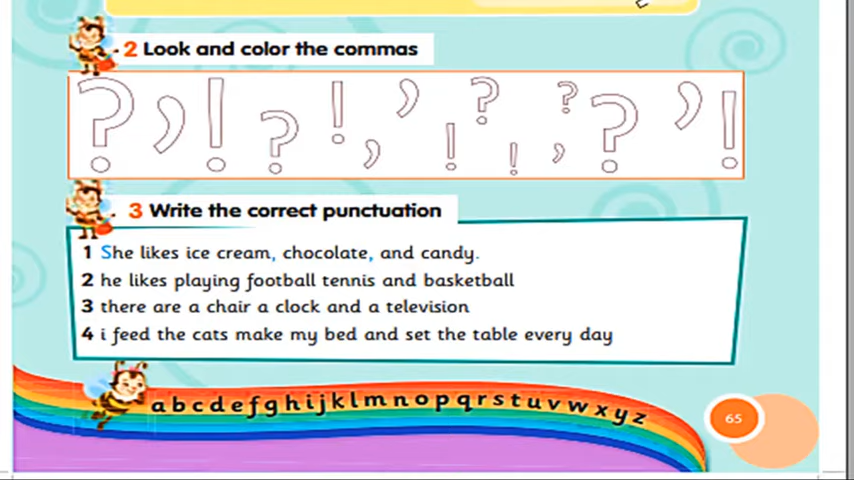 2 Look and color the commas
? , ! ? ! , , ! ? ! ? , ? , !
3 Write the correct punctuation
1 She likes ice cream, chocolate, and candy.
2 he likes playing football tennis and basketball
3 there are a chair a clock and a television
4 i feed the cats make my bed and set the table every day
a b c d e f g h i j k l m n o p q r s t u v w x y z
65